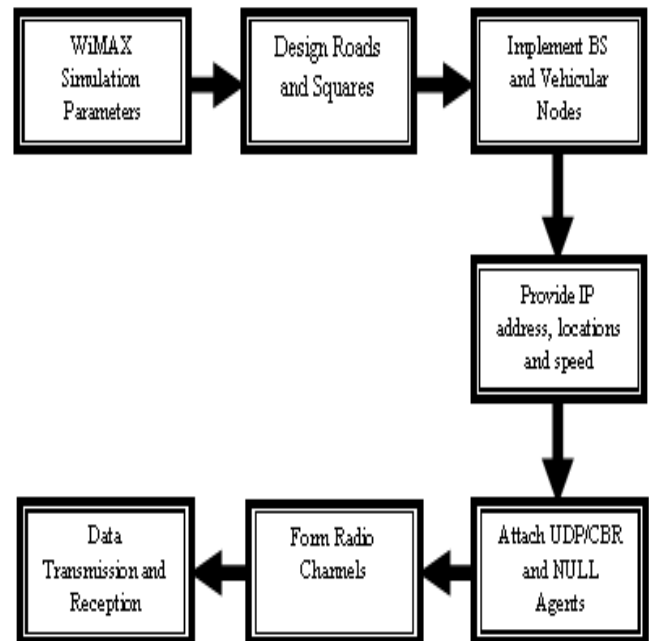 WiMAX
Simulation
Parameters
Design Roads
and Squares
Implement BS
and Vehicular
Nodes
Provide IP
address, locations
and speed
Attach UDP/CBR
and NULL
Agents
Form Radio
Channels
Data
Transmission and
Reception